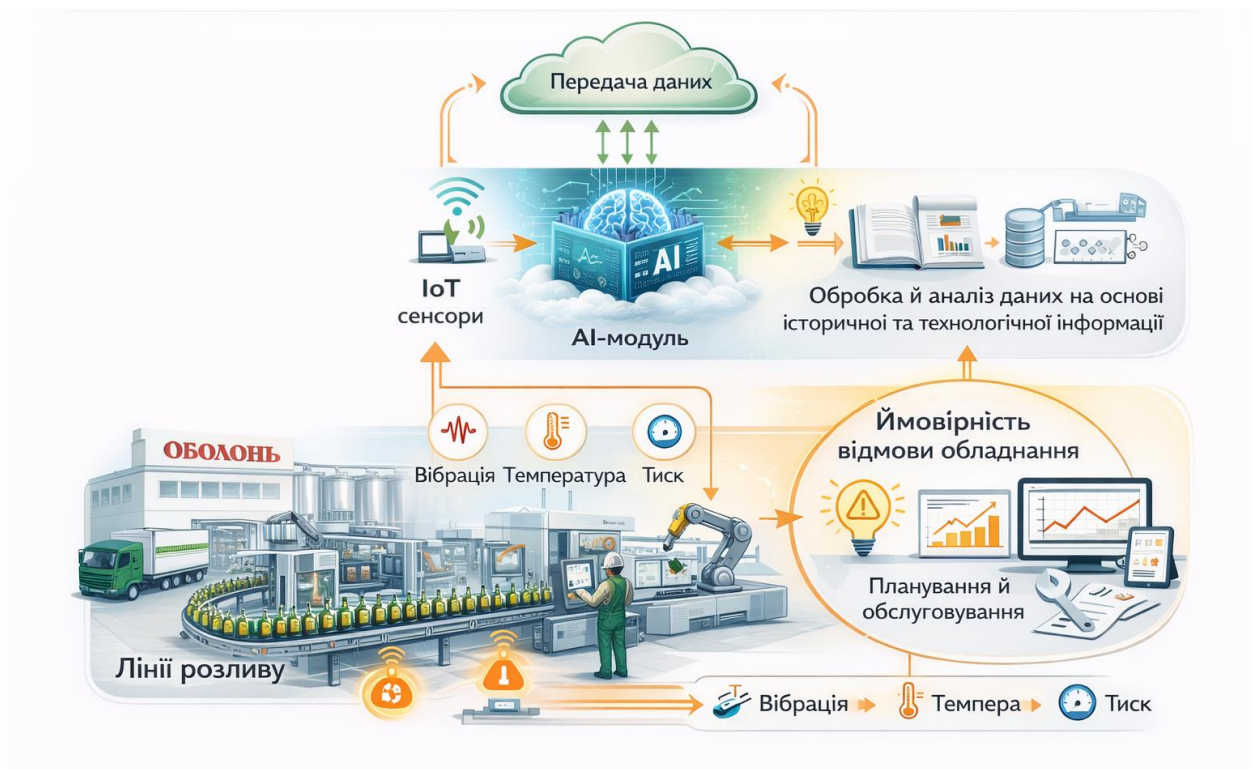 Передача даних
AI
IoT
сенсори
AI-модуль
Обробка й аналіз даних на основі
історичної та технологічної інформації
Ймовірність
відмови обладнання
ОБОЛОНЬ
Вібрація
Температура
Тиск
Планування й
обслуговування
Лінії розливу
Вібрація
Темпера
Тиск